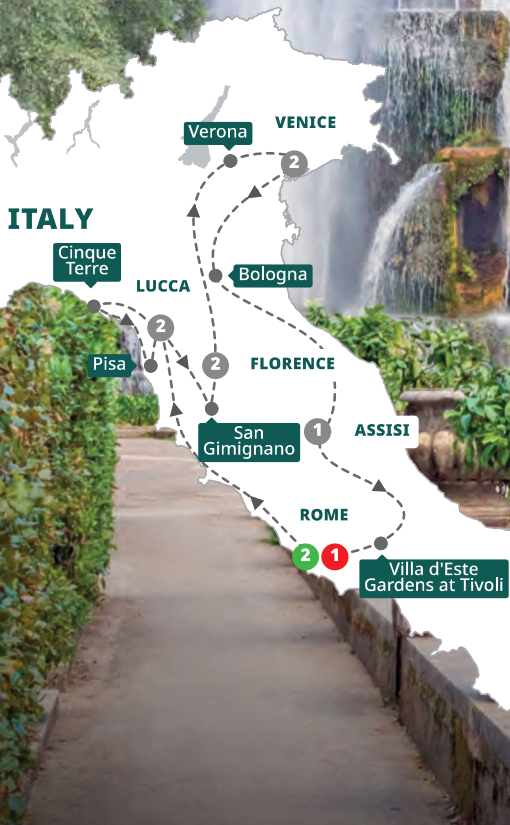 VENICE
Verona
2
ITALY
Cinque
Terre
Bologna
LUCCA
2
Pisa
2
FLORENCE
San
Gimignano
1
ASSISI
ROME
2
1
Villa d'Este
Gardens at Tivoli